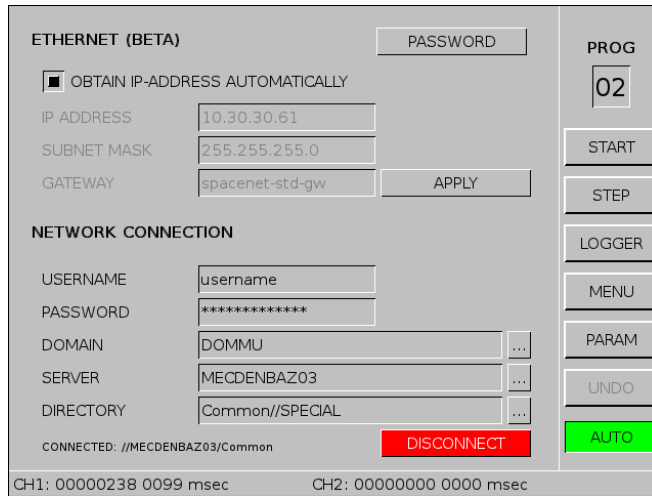 ETHERNET (BETA)
PASSWORD
OBTAIN IP-ADDRESS AUTOMATICALLY
IP ADDRESS 10.30.30.61
SUBNET MASK 255.255.255.0
GATEWAY spacenet-std-gw APPLY
NETWORK CONNECTION
USERNAME username
PASSWORD *************
DOMAIN DOMMU ...
SERVER MECDENBAZ03 ...
DIRECTORY Common//SPECIAL ...
CONNECTED: //MECDENBAZ03/Common DISCONNECT
PROG
02
START
STEP
LOGGER
MENU
PARAM
UNDO
AUTO
CH1: 00000238 0099 msec CH2: 00000000 0000 msec